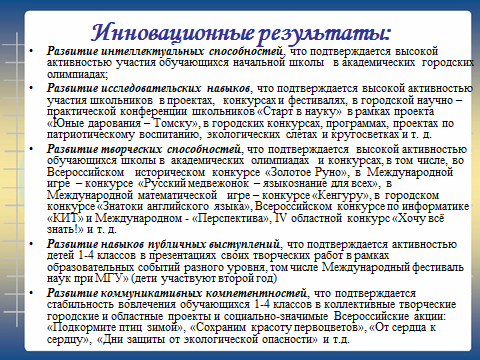 Инновационные результаты:
• Развитие интеллектуальных способностей, что подтверждается высокой
активностью участия обучающихся начальной школы в академических городских
олимпиадах;
• Развитие исследовательских навыков, что подтверждается высокой активностью
участия школьников в проектах, конкурсах и фестивалях, в городской научно –
практической конференции школьников «Старт в науку» в рамках проекта
«Юные дарования – Томску», в городских конкурсах, программах, проектах по
патриотическому воспитанию, экологических слетах и кругосветках и т. д.
• Развитие творческих способностей, что подтверждается высокой активностью
обучающихся школы в академических олимпиадах и конкурсах, в том числе, во
Всероссийском историческом конкурсе «Золотое Руно», в Международной
игре – конкурсе «Русский медвежонок – языкознание для всех», в
Международной математической игре – конкурсе «Кенгуру», в городском
конкурсе «Знатоки английского языка», Всероссийском конкурсе по информатике
«КИТ» и Международном - «Перспектива», IV областной конкурс «Хочу всё
знать!» и т. д.
• Развитие навыков публичных выступлений, что подтверждается активностью
детей 1-4 классов в презентациях своих творческих работ в рамках
образовательных событий разного уровня, том числе Международный фестиваль
наук при МГУ» (дети участвуют второй год)
• Развитие коммуникативных компетентностей, что подтверждается
стабильность вовлечения обучающихся 1-4 классов в коллективные творческие
городские и областные проекты и социально-значимые Всероссийские акции:
«Подкормите птиц зимой», «Сохраним красоту первоцветов», «От сердца к
сердцу», «Дни защиты от экологической опасности» и т.д.